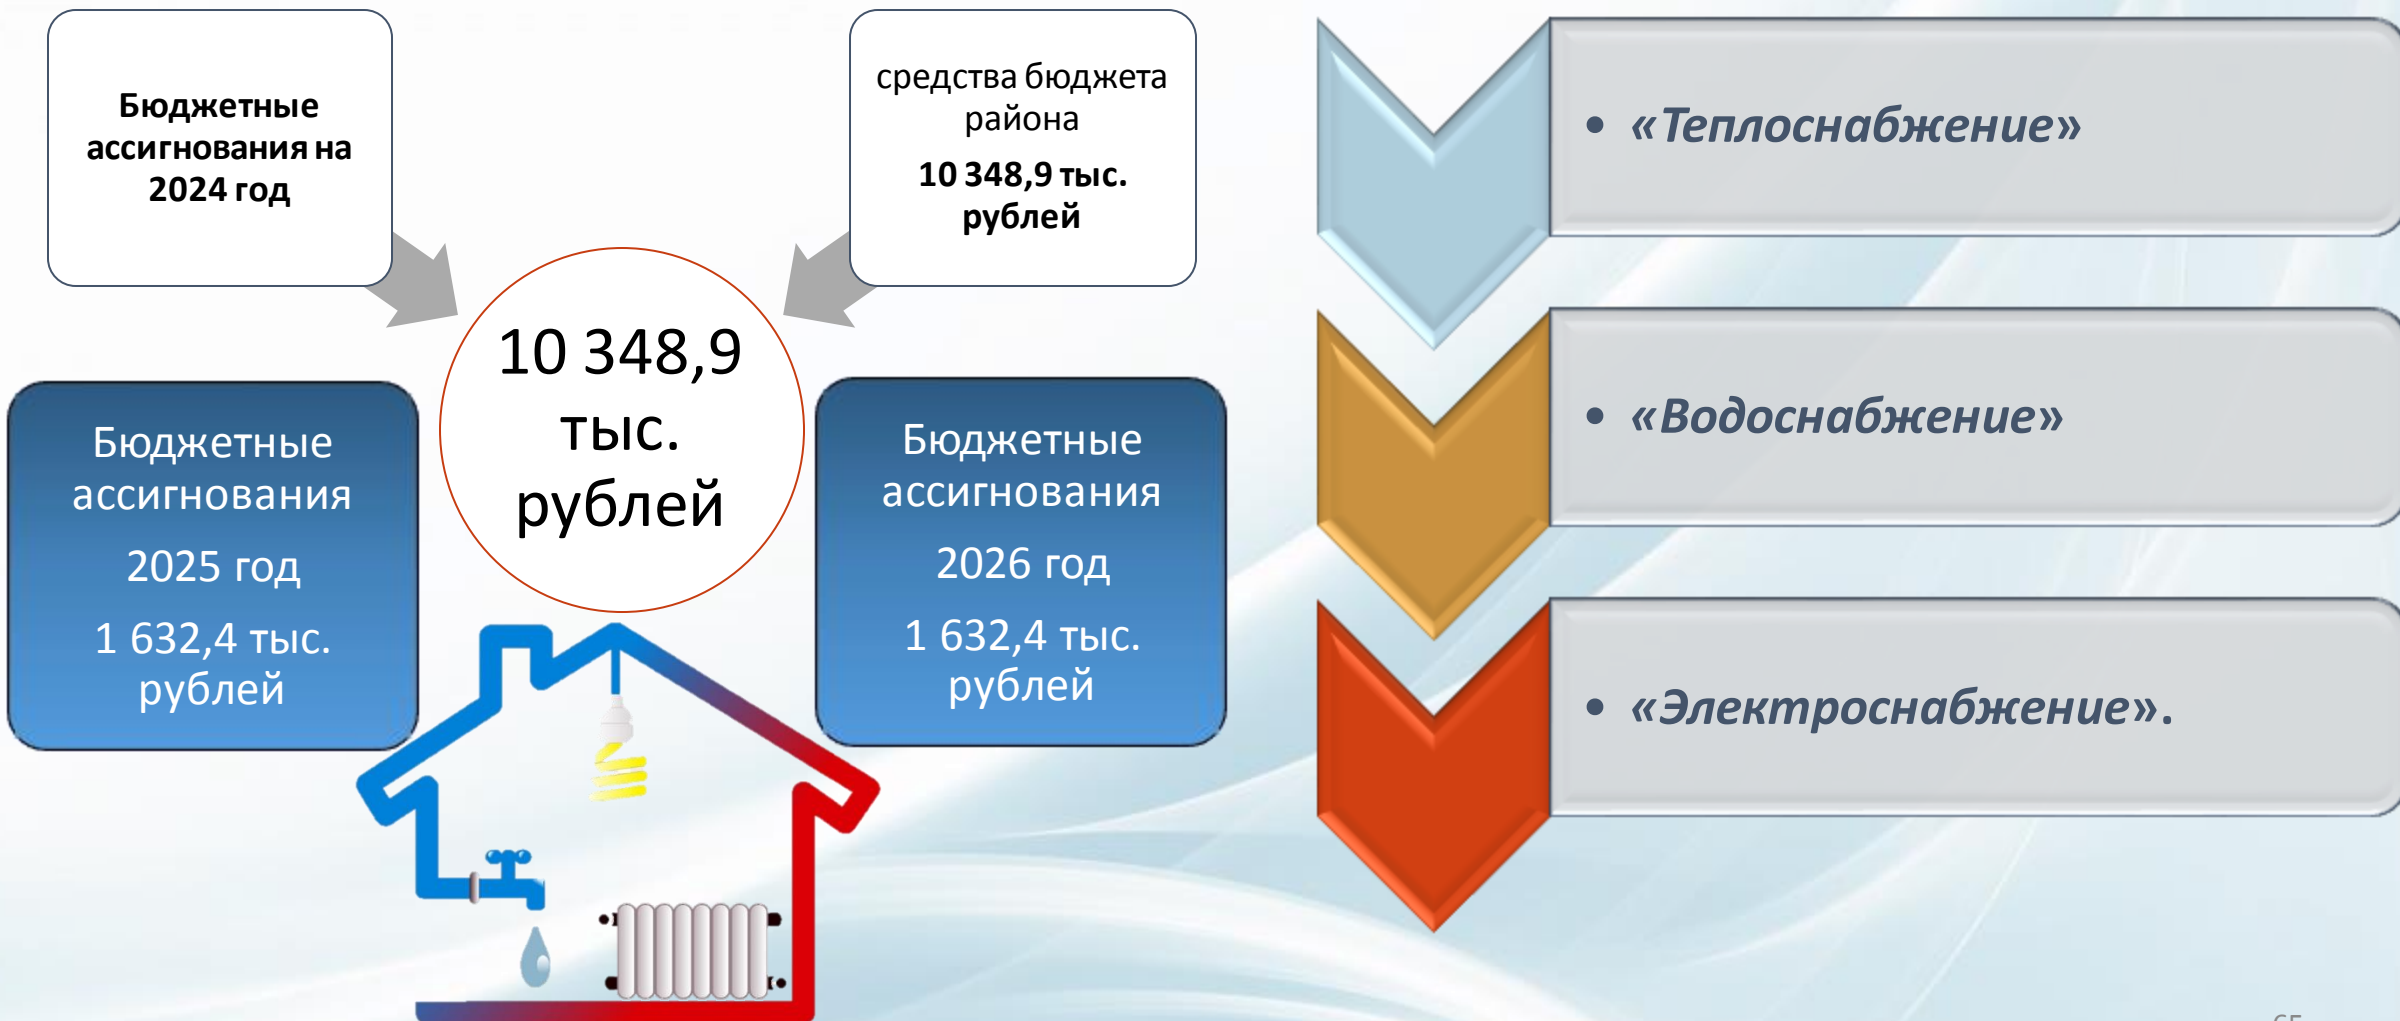 Бюджетные
ассигнования на
2024 год
средства бюджета
района
10 348,9 тыс.
рублей
10 348,9
тыс.
рублей
Бюджетные
ассигнования
2025 год
1 632,4 тыс.
рублей
Бюджетные
ассигнования
2026 год
1 632,4 тыс.
рублей
• «Теплоснабжение»
• «Водоснабжение»
• «Электроснабжение».